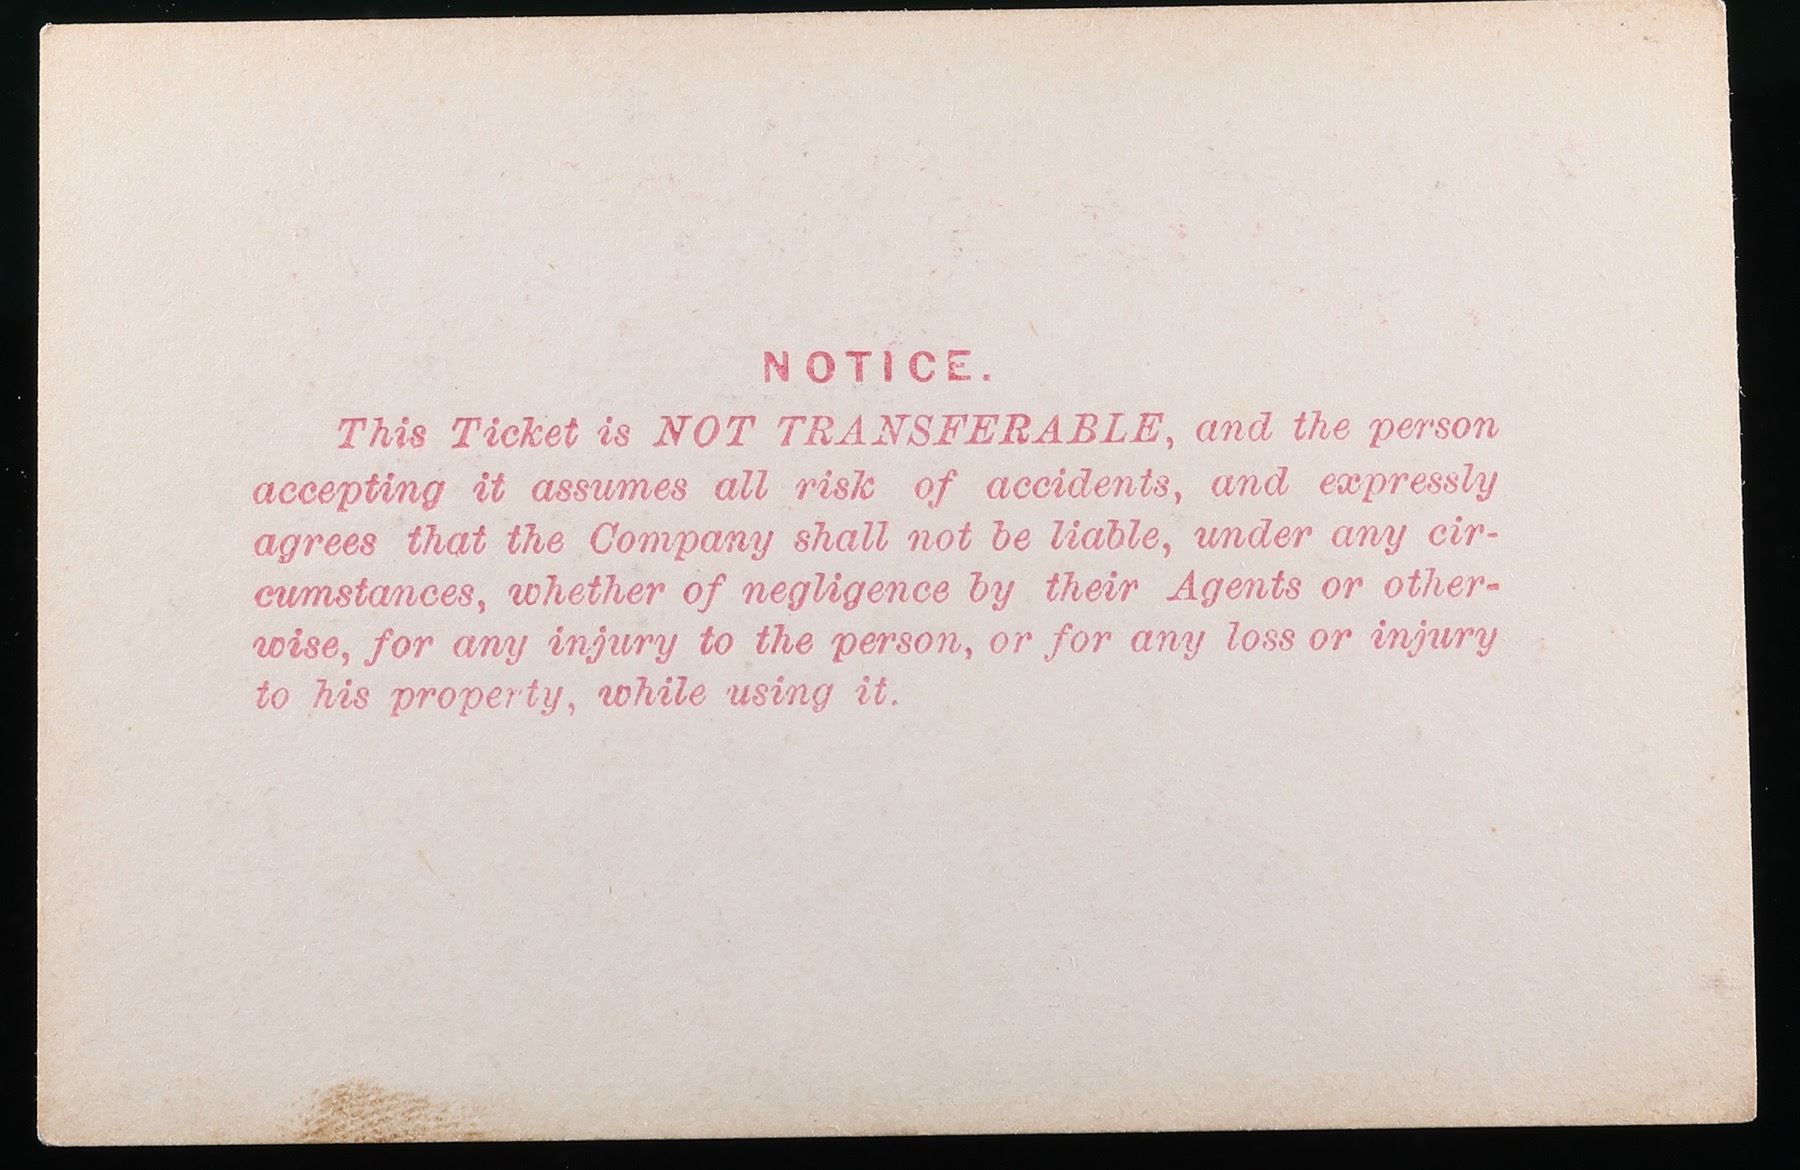 NOTICE.
This Ticket is NOT TRANSFERABLE, and the person
accepting it assumes all risk of accidents, and expressly
agrees that the Company shall not be liable, under any cir-
cumstances, whether of negligence by their Agents or other-
wise, for any injury to the person, or for any loss or injury
to his property, while using it.